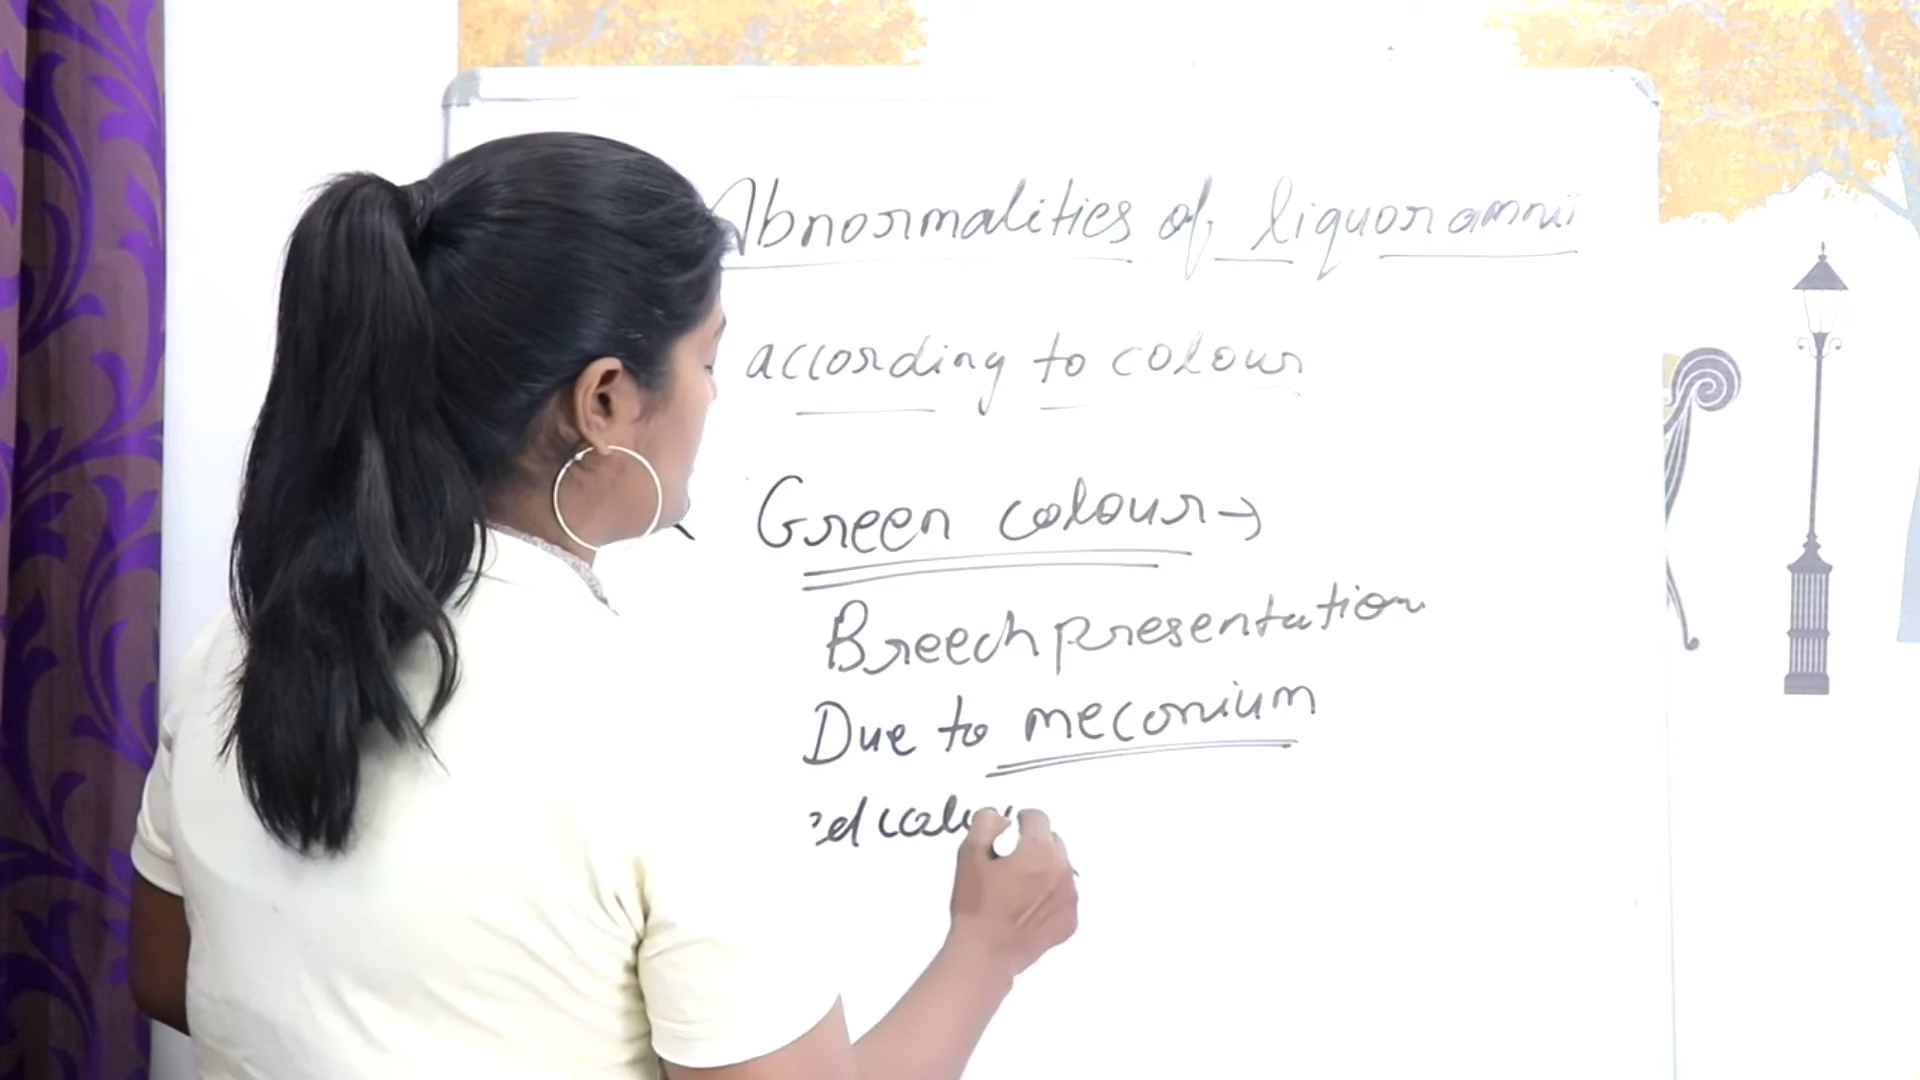 Abnormalities of liquor amnii
according to colour
Green colour →
Breech presentation
Due to meconium